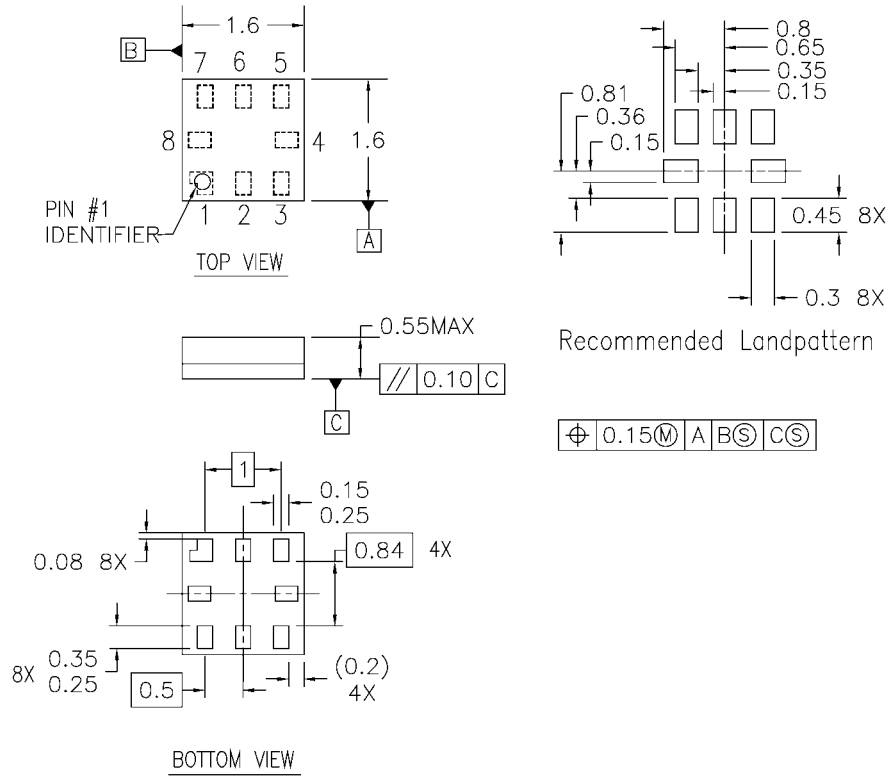 1.6
B
7 6 5
8
4
1.6
PIN #1
IDENTIFIER
1 2 3
A
TOP VIEW
0.8
0.65
0.35
0.15
0.81
0.36
0.15
0.45 8X
0.3 8X
Recommended Landpattern
0.55MAX
// 0.10 C
C
⌖ 0.15Ⓜ A BⓈ CⓈ
1
0.15
0.25
0.84 4X
0.08 8X
8X 0.35
0.25
0.5
(0.2)
4X
BOTTOM VIEW